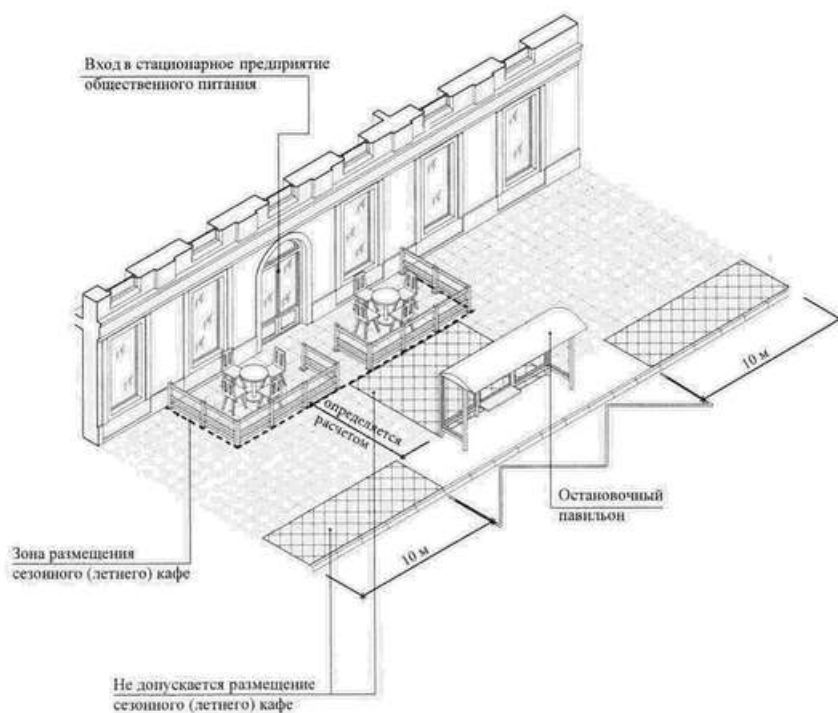 Вход в стационарное предприятие
общественного питания
10 м
определяется
расчетом
Остановочный
павильон
Зона размещения
сезонного (летнего) кафе
10 м
Не допускается размещение
сезонного (летнего) кафе